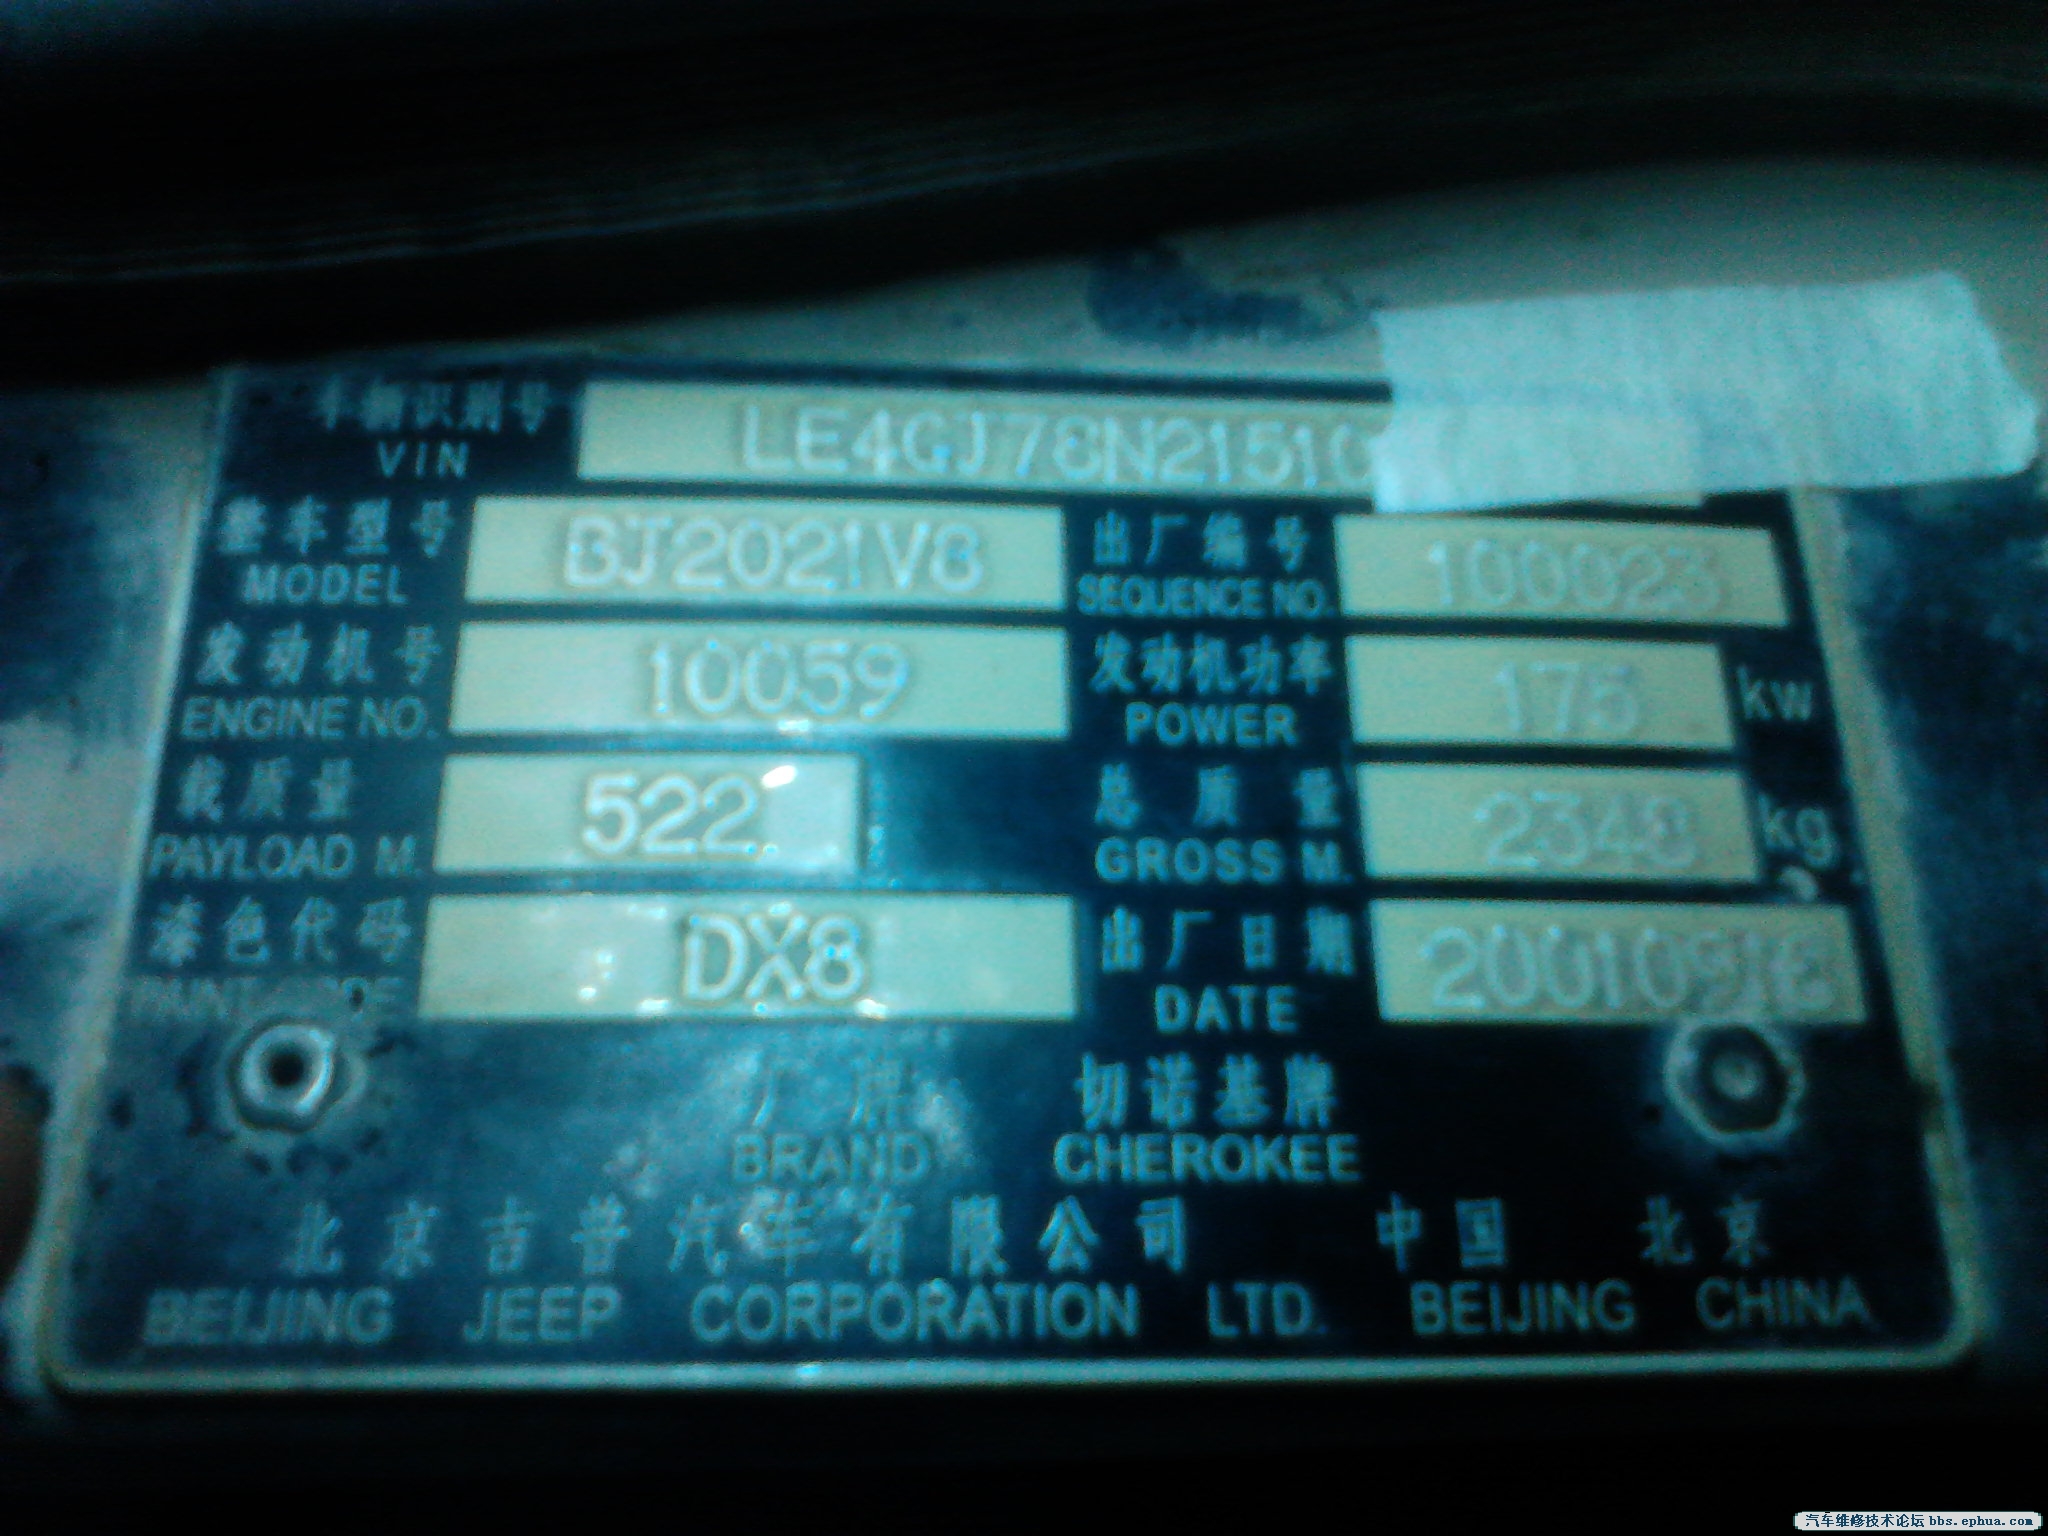 车辆识别号
VIN
LE4GJ78N21510
整车型号
MODEL
BJ2021V8
出厂编号
SEQUENCE NO.
100023
发动机号
ENGINE NO.
10059
发动机功率
POWER
175
kw
载质量
PAYLOAD M.
522
总质量
GROSS M.
2348
kg
漆色代码
PAINT CODE
DX8
出厂日期
DATE
厂牌
BRAND
切诺基牌
CHEROKEE
北京吉普汽车有限公司 中国 北京
BEIJING JEEP CORPORATION LTD. BEIJING CHINA
汽车维修技术论坛 bbs.ephua.com